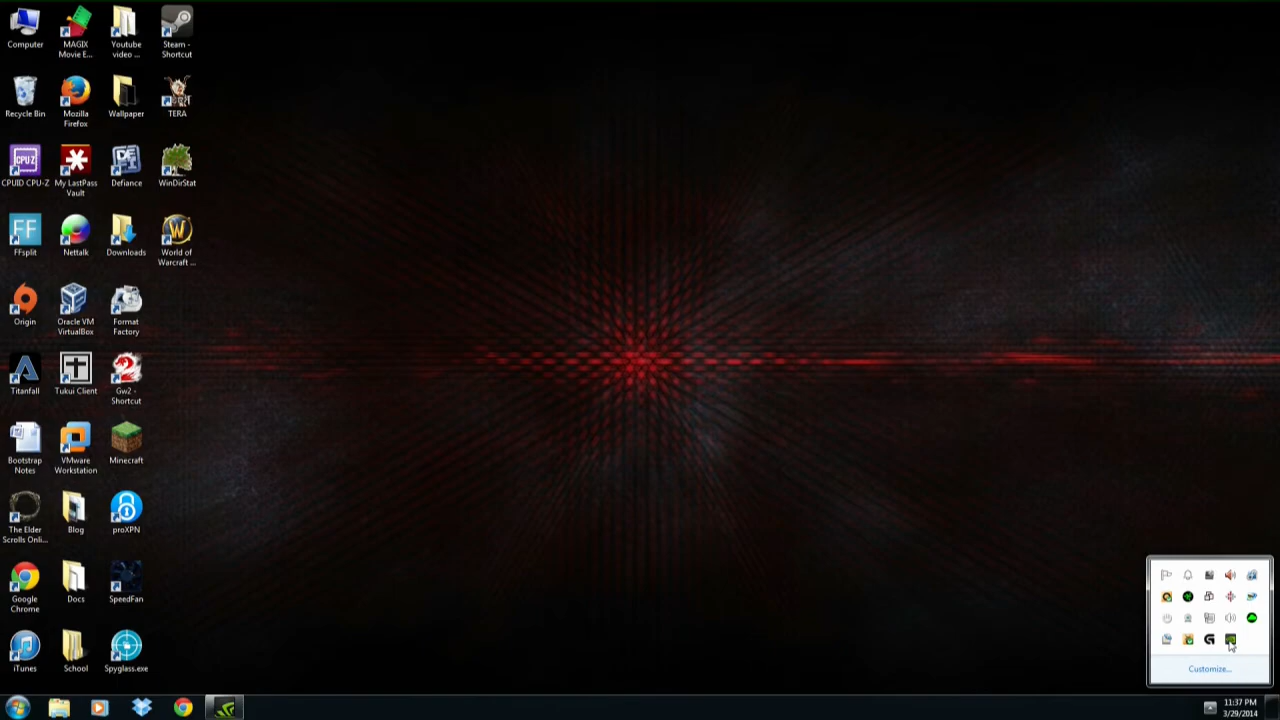 Computer
MAGIX
Movie E...
Youtube
video ...
Steam -
Shortcut
Recycle Bin
Mozilla
Firefox
Wallpaper
TERA
CPU Z
CPUID CPU-Z
My LastPass
Vault
DE
Defiance
WinDirStat
FF
FFsplit
Nettalk
Downloads
W
World of
Warcraft ...
Origin
Oracle VM
VirtualBox
Format
Factory
Titanfall
Tukui Client
Gw2 -
Shortcut
Bootstrap
Notes
VMware
Workstation
Minecraft
The Elder
Scrolls Onli...
Blog
proXPN
Google
Chrome
Docs
SpeedFan
iTunes
School
Spyglass.exe
Customize...
11:37 PM
3/29/2014